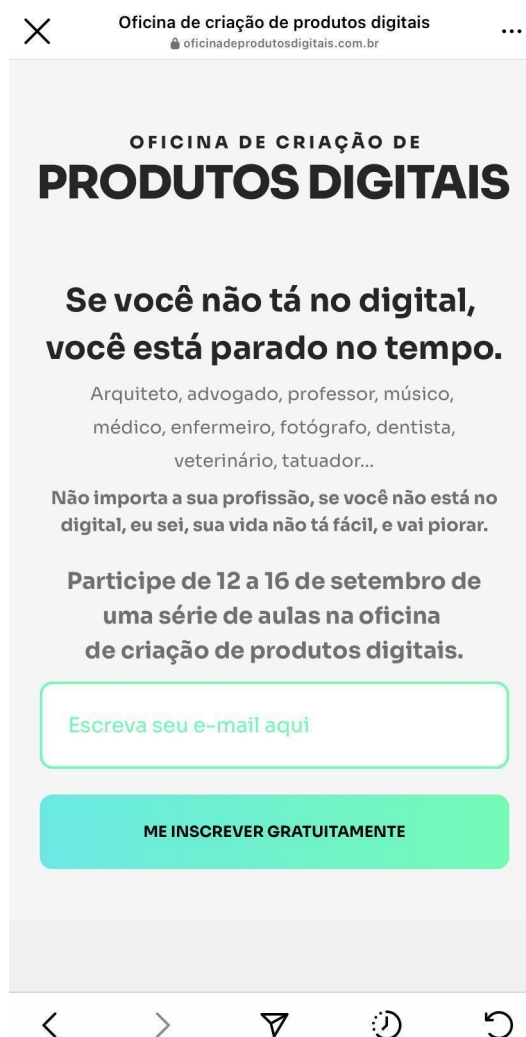 Oficina de criação de produtos digitais
oficinadeprodutosdigitais.com.br
OFICINA DE CRIAÇÃO DE
PRODUTOS DIGITAIS
Se você não tá no digital,
você está parado no tempo.
Arquiteto, advogado, professor, músico,
médico, enfermeiro, fotógrafo, dentista,
veterinário, tatuador...
Não importa a sua profissão, se você não está no
digital, eu sei, sua vida não tá fácil, e vai piorar.
Participe de 12 a 16 de setembro de
uma série de aulas na oficina
de criação de produtos digitais.
Escreva seu e-mail aqui
ME INSCREVER GRATUITAMENTE